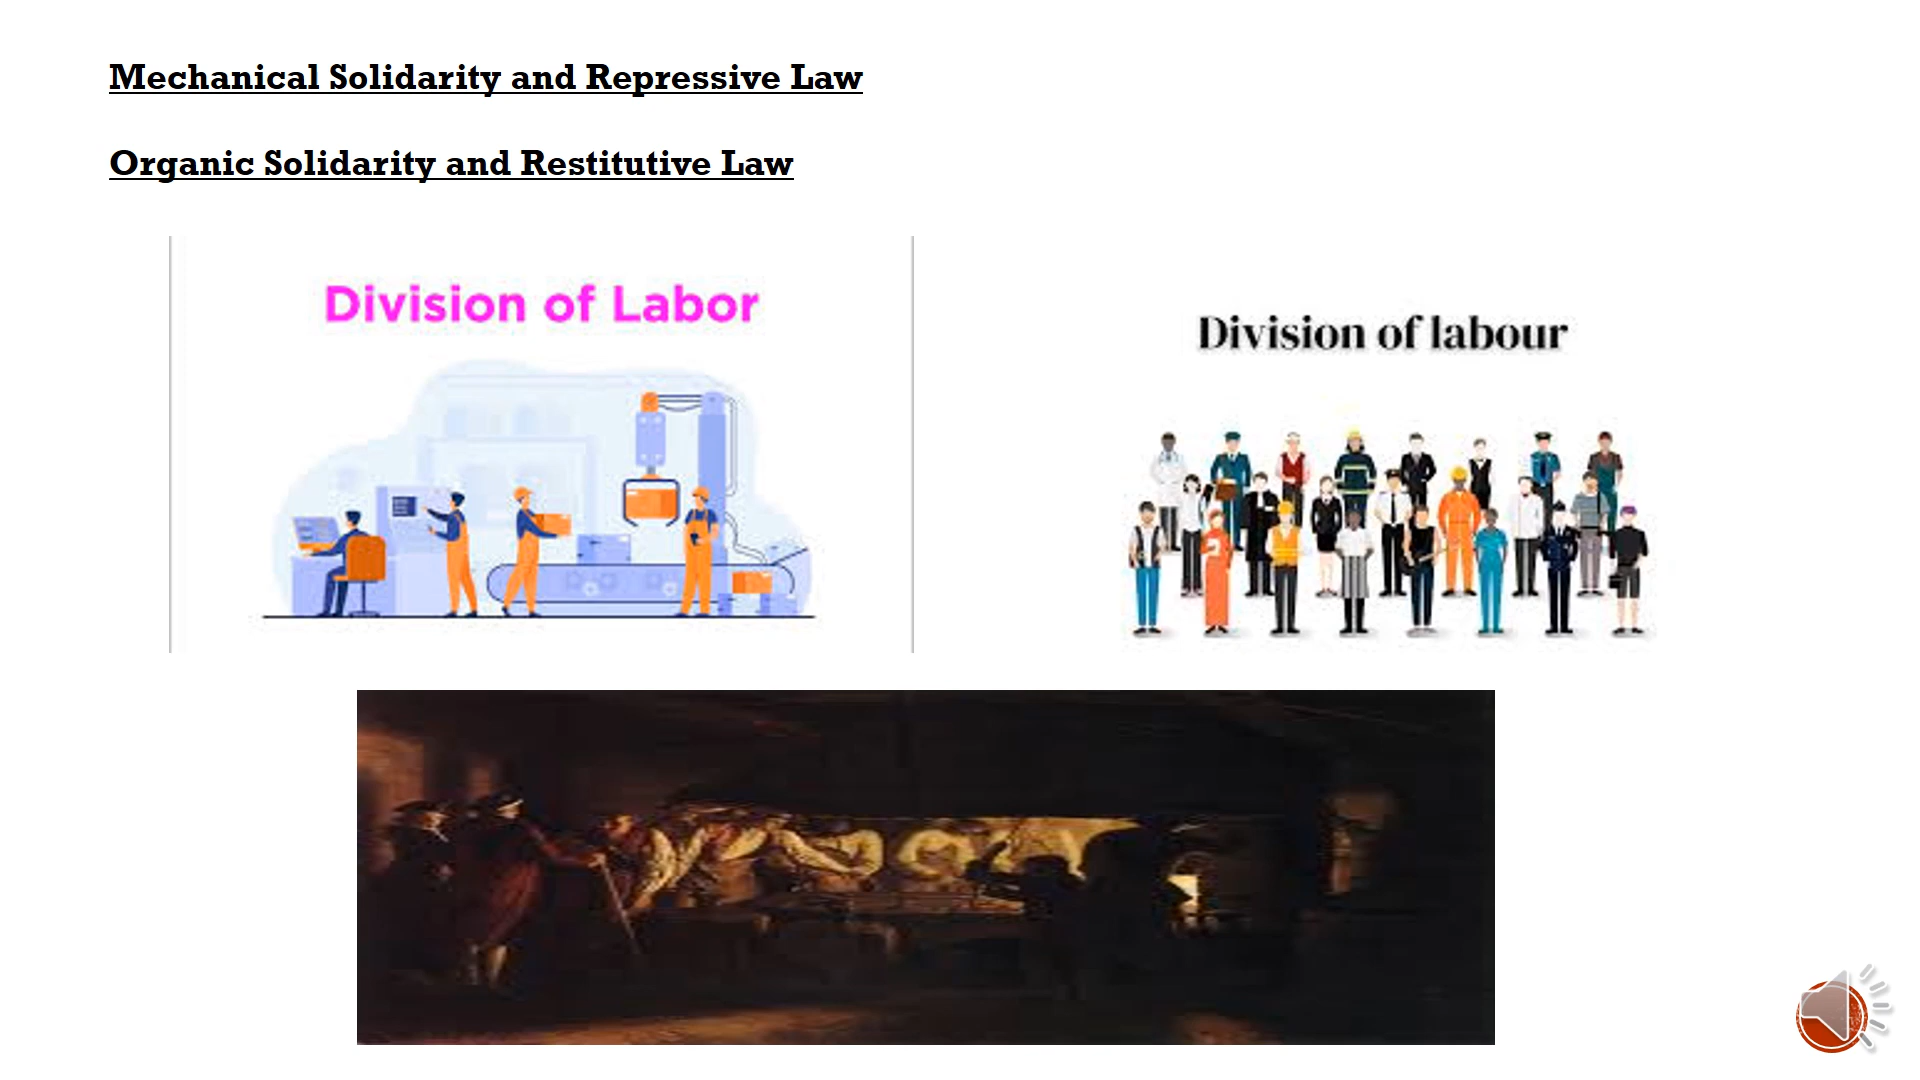 Mechanical Solidarity and Repressive Law
Organic Solidarity and Restitutive Law
Division of Labor
Division of labour